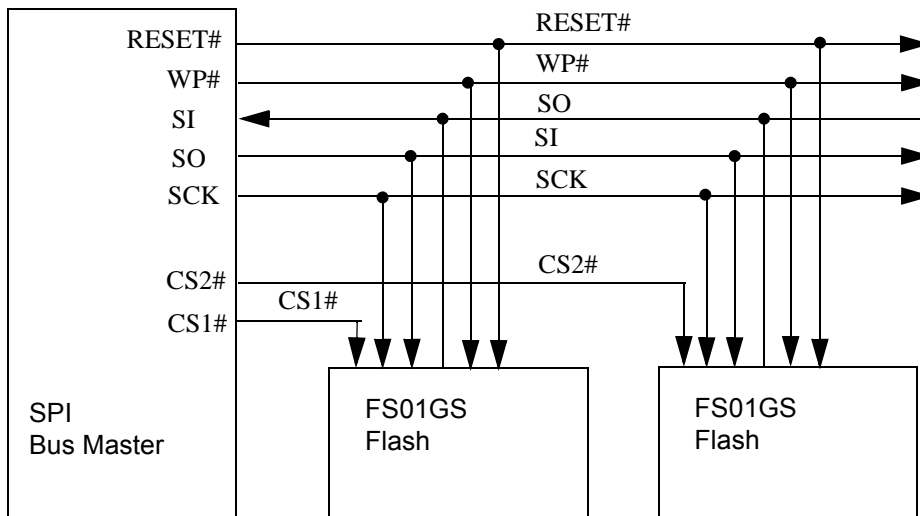 RESET#
RESET#
WP#
WP#
SI
SO
SO
SI
SCK
SCK
CS2#
CS2#
CS1#
CS1#
SPI
Bus Master
FS01GS
Flash
FS01GS
Flash